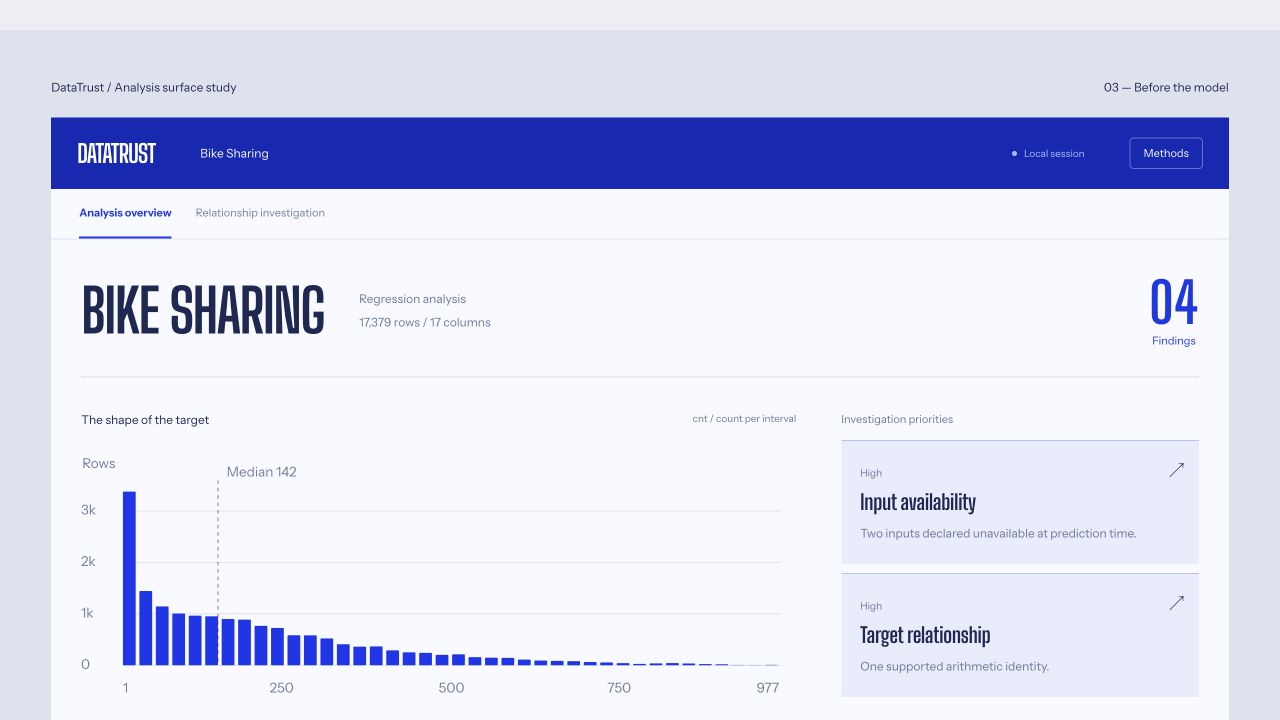 DataTrust / Analysis surface study
03 — Before the model
DATATRUST
Bike Sharing
Local session
Methods
Analysis overview
Relationship investigation
BIKE SHARING
Regression analysis
17,379 rows / 17 columns
04
Findings
The shape of the target
cnt / count per interval
Rows
Median 142
3k
2k
1k
0
1
250
500
750
977
Investigation priorities
High
Input availability
Two inputs declared unavailable at prediction time.
High
Target relationship
One supported arithmetic identity.